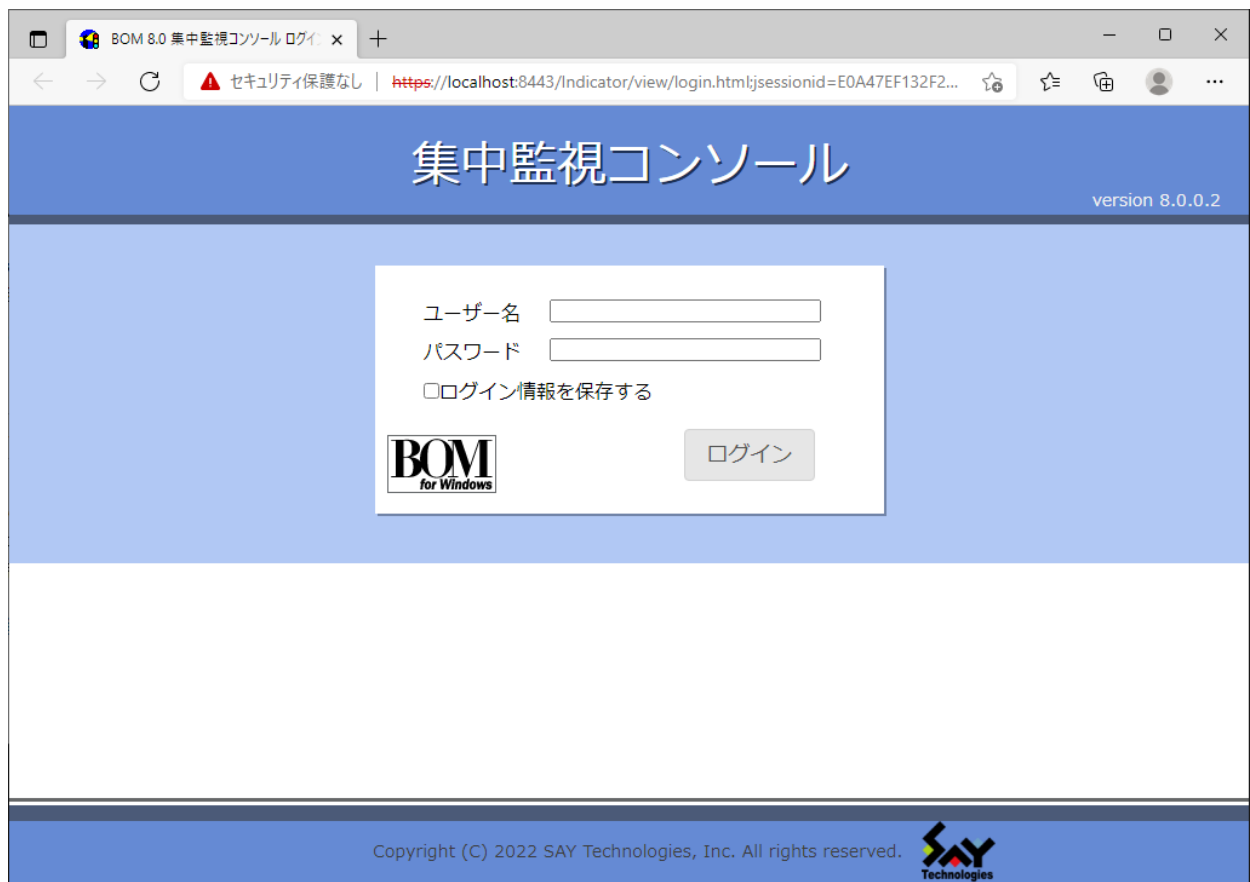 BOM 8.0 集中監視コンソール ログイ
セキュリティ保護なし | https://localhost:8443/Indicator/view/login.html;jsessionid=E0A47EF132F2...
集中監視コンソール
version 8.0.0.2
ユーザー名
パスワード
ログイン情報を保存する
BOM
for Windows
ログイン
Copyright (C) 2022 SAY Technologies, Inc. All rights reserved.
SAY
Technologies